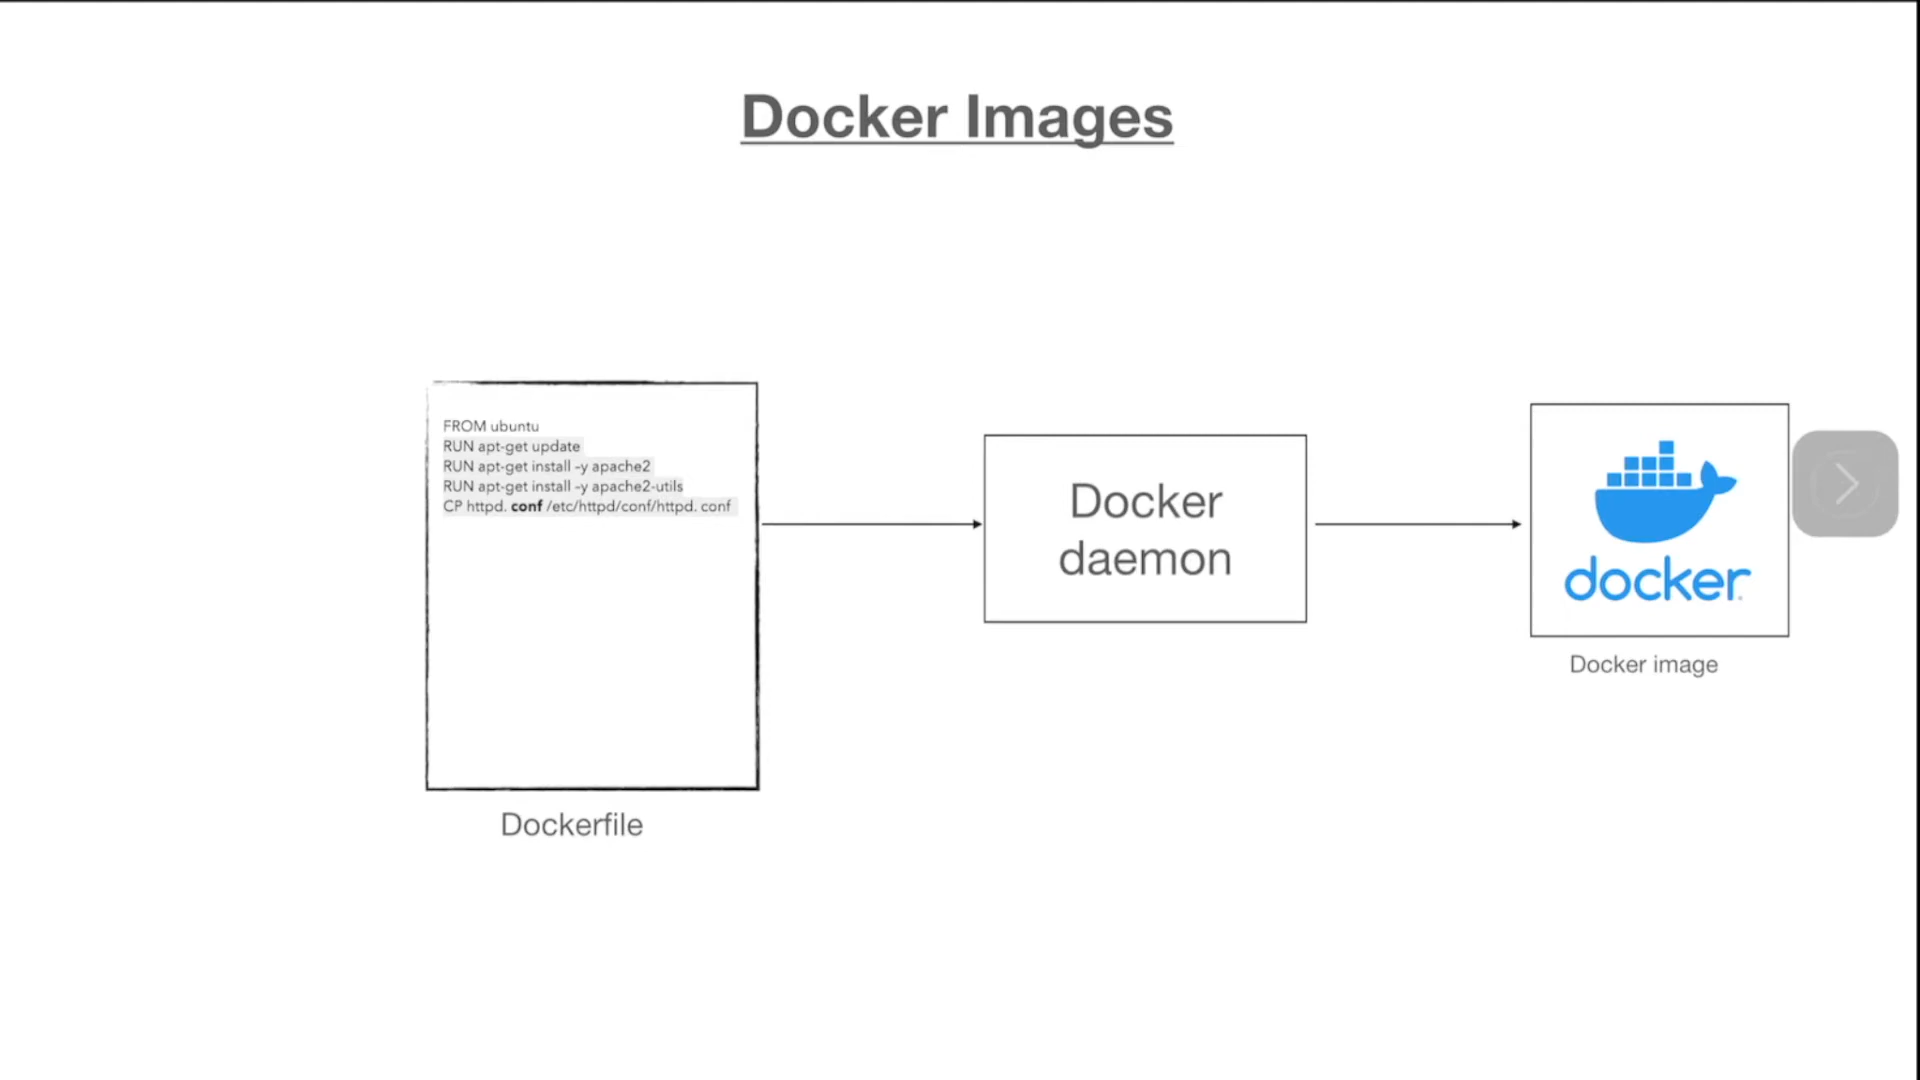 Docker Images
FROM ubuntu
RUN apt-get update
RUN apt-get install -y apache2
RUN apt-get install -y apache2-utils
CP httpd. conf /etc/httpd/conf/httpd. conf
Dockerfile
Docker
daemon
docker
Docker image